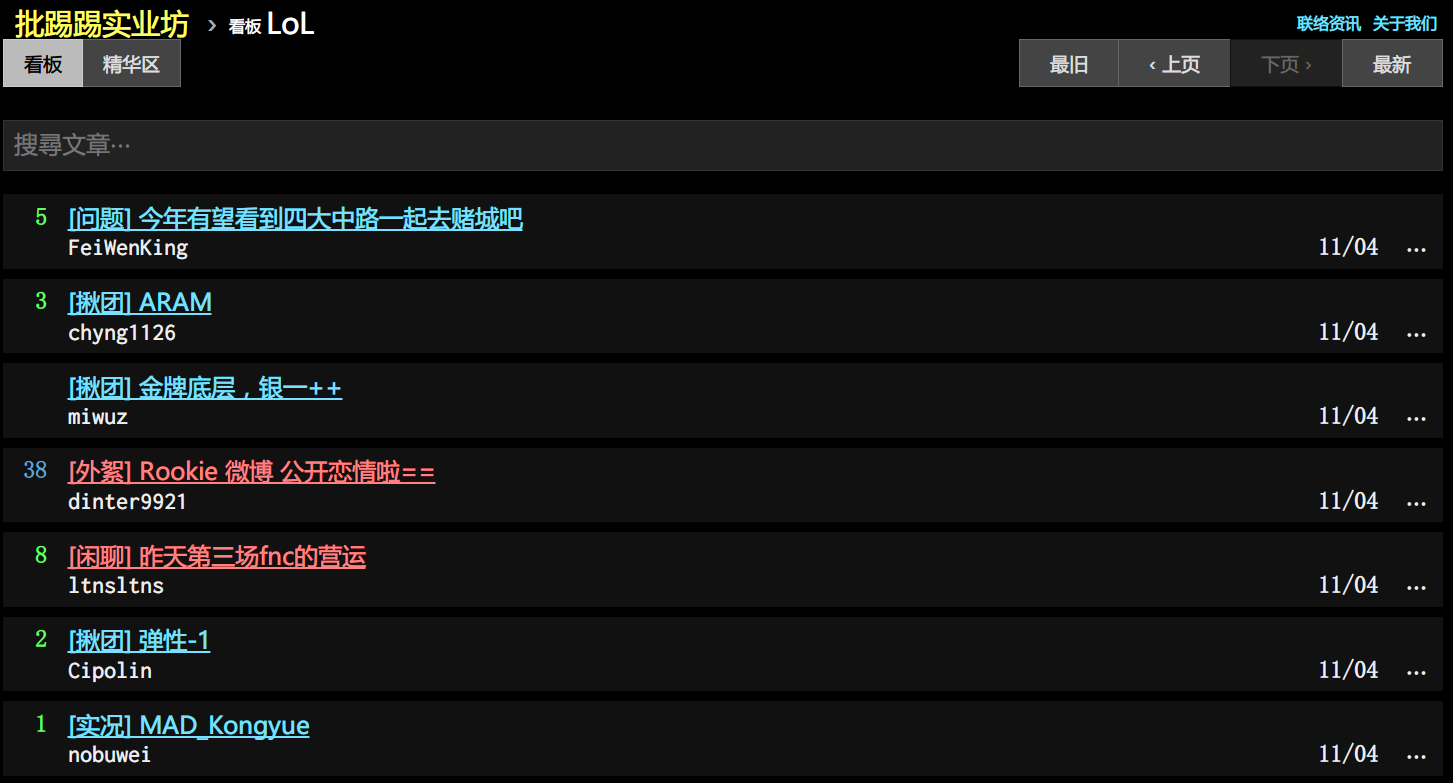 批踢踢实业坊 › 看板 LoL 联络资讯 关于我们
看板 精华区 最旧 ‹ 上页 下页 › 最新
搜寻文章…
5 [问题] 今年有望看到四大中路一起去赌城吧
FeiWenKing 11/04 ...
3 [揪团] ARAM
chyng1126 11/04 ...
[揪团] 金牌底层，银一++
miwuz 11/04 ...
38 [外絮] Rookie 微博 公开恋情啦==
dinter9921 11/04 ...
8 [闲聊] 昨天第三场fnc的营运
ltnsltns 11/04 ...
2 [揪团] 弹性-1
Cipolin 11/04 ...
1 [实况] MAD_Kongyue
nobuwei 11/04 ...